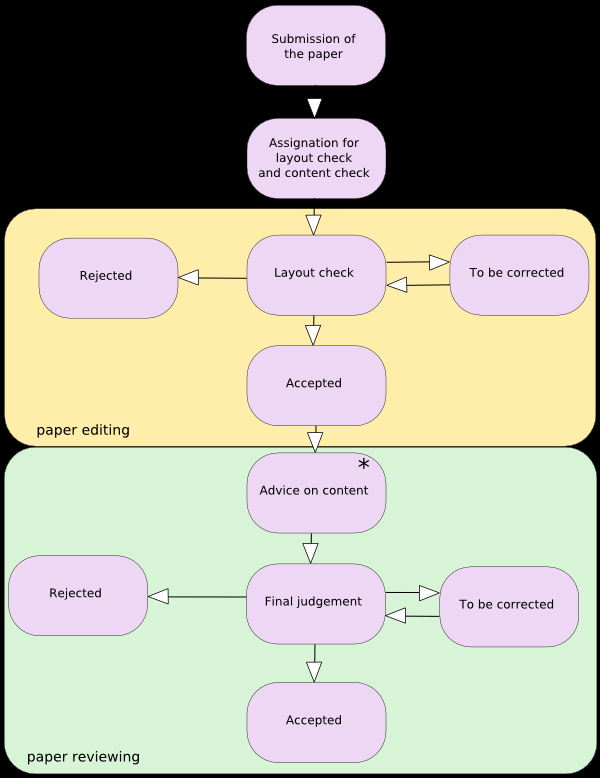 Submission of
the paper
Assignation for
layout check
and content check
Rejected
Layout check
To be corrected
Accepted
paper editing
*
Advice on content
Rejected
Final judgement
To be corrected
Accepted
paper reviewing